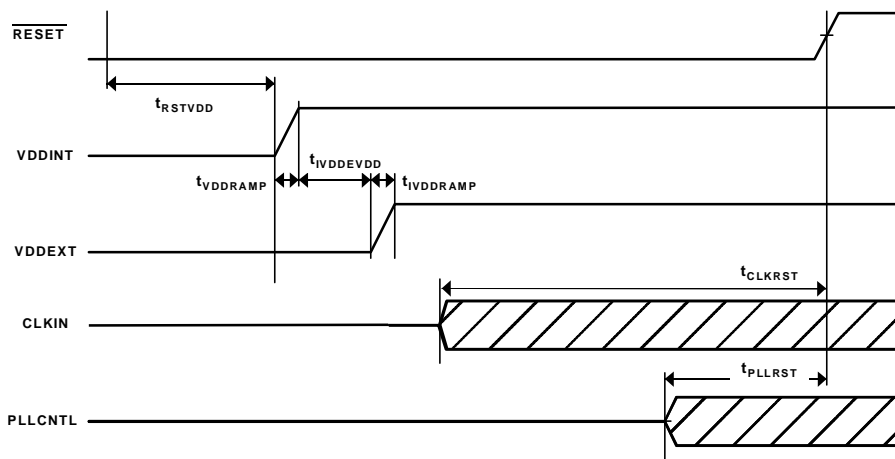 RESET
tRSTVDD
VDDINT
tIVDDEVDD
tVDDRAMP
tIVDDRAMP
VDDEXT
tCLKRST
CLKIN
tPLLRST
PLLCNTL